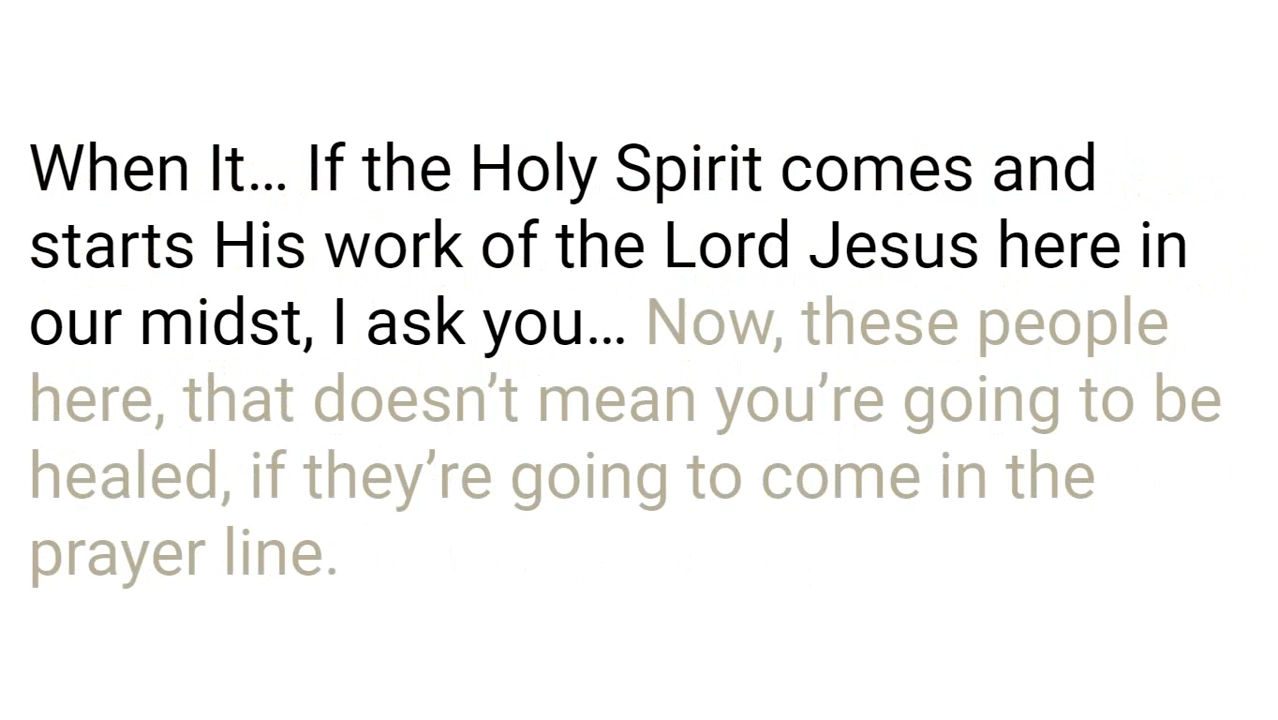 When It… If the Holy Spirit comes and
starts His work of the Lord Jesus here in
our midst, I ask you… Now, these people
here, that doesn’t mean you’re going to be
healed, if they’re going to come in the
prayer line.